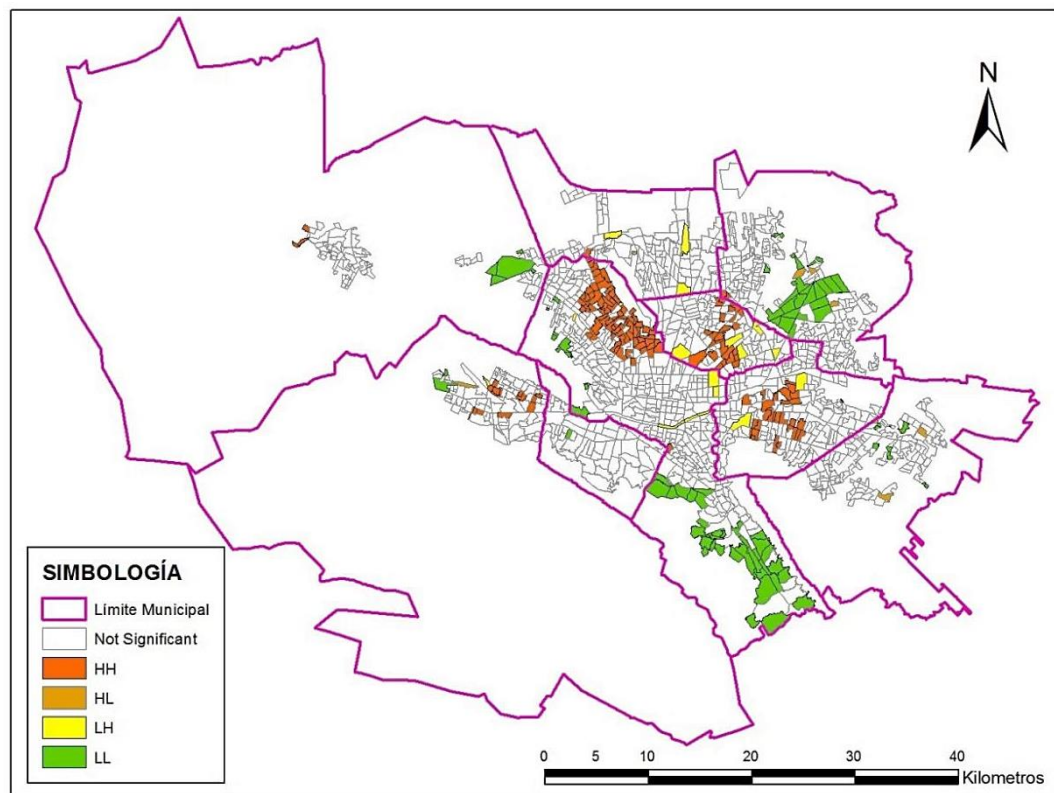 N
SIMBOLOGÍA
Límite Municipal
Not Significant
HH
HL
LH
LL
0 5 10 20 30 40
Kilometros